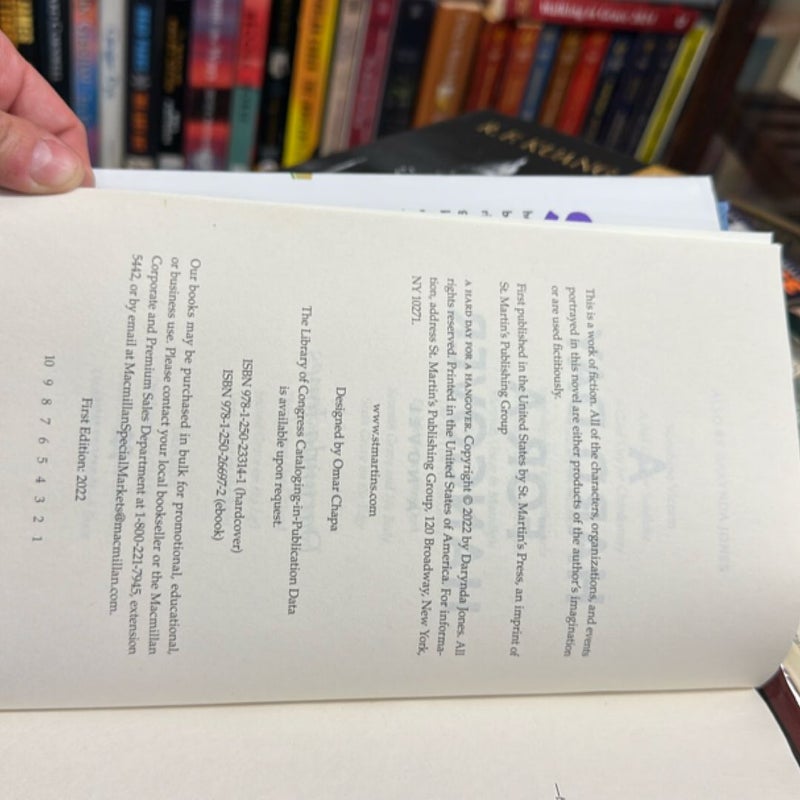 This is a work of fiction. All of the characters, organizations, and events
portrayed in this novel are either products of the author's imagination
or are used fictitiously.
First published in the United States by St. Martin's Press, an imprint of
St. Martin's Publishing Group
A HARD DAY FOR A HANGOVER. Copyright © 2022 by Darynda Jones. All
rights reserved. Printed in the United States of America. For informa-
tion, address St. Martin's Publishing Group, 120 Broadway, New York,
NY 10271.
www.stmartins.com
Designed by Omar Chapa
The Library of Congress Cataloging-in-Publication Data
is available upon request.
ISBN 978-1-250-23314-1 (hardcover)
ISBN 978-1-250-26697-2 (ebook)
Our books may be purchased in bulk for promotional, educational,
or business use. Please contact your local bookseller or the Macmillan
Corporate and Premium Sales Department at 1-800-221-7945, extension
5442, or by email at MacmillanSpecialMarkets@macmillan.com.
First Edition: 2022
10 9 8 7 6 5 4 3 2 1
R.F. KUANG